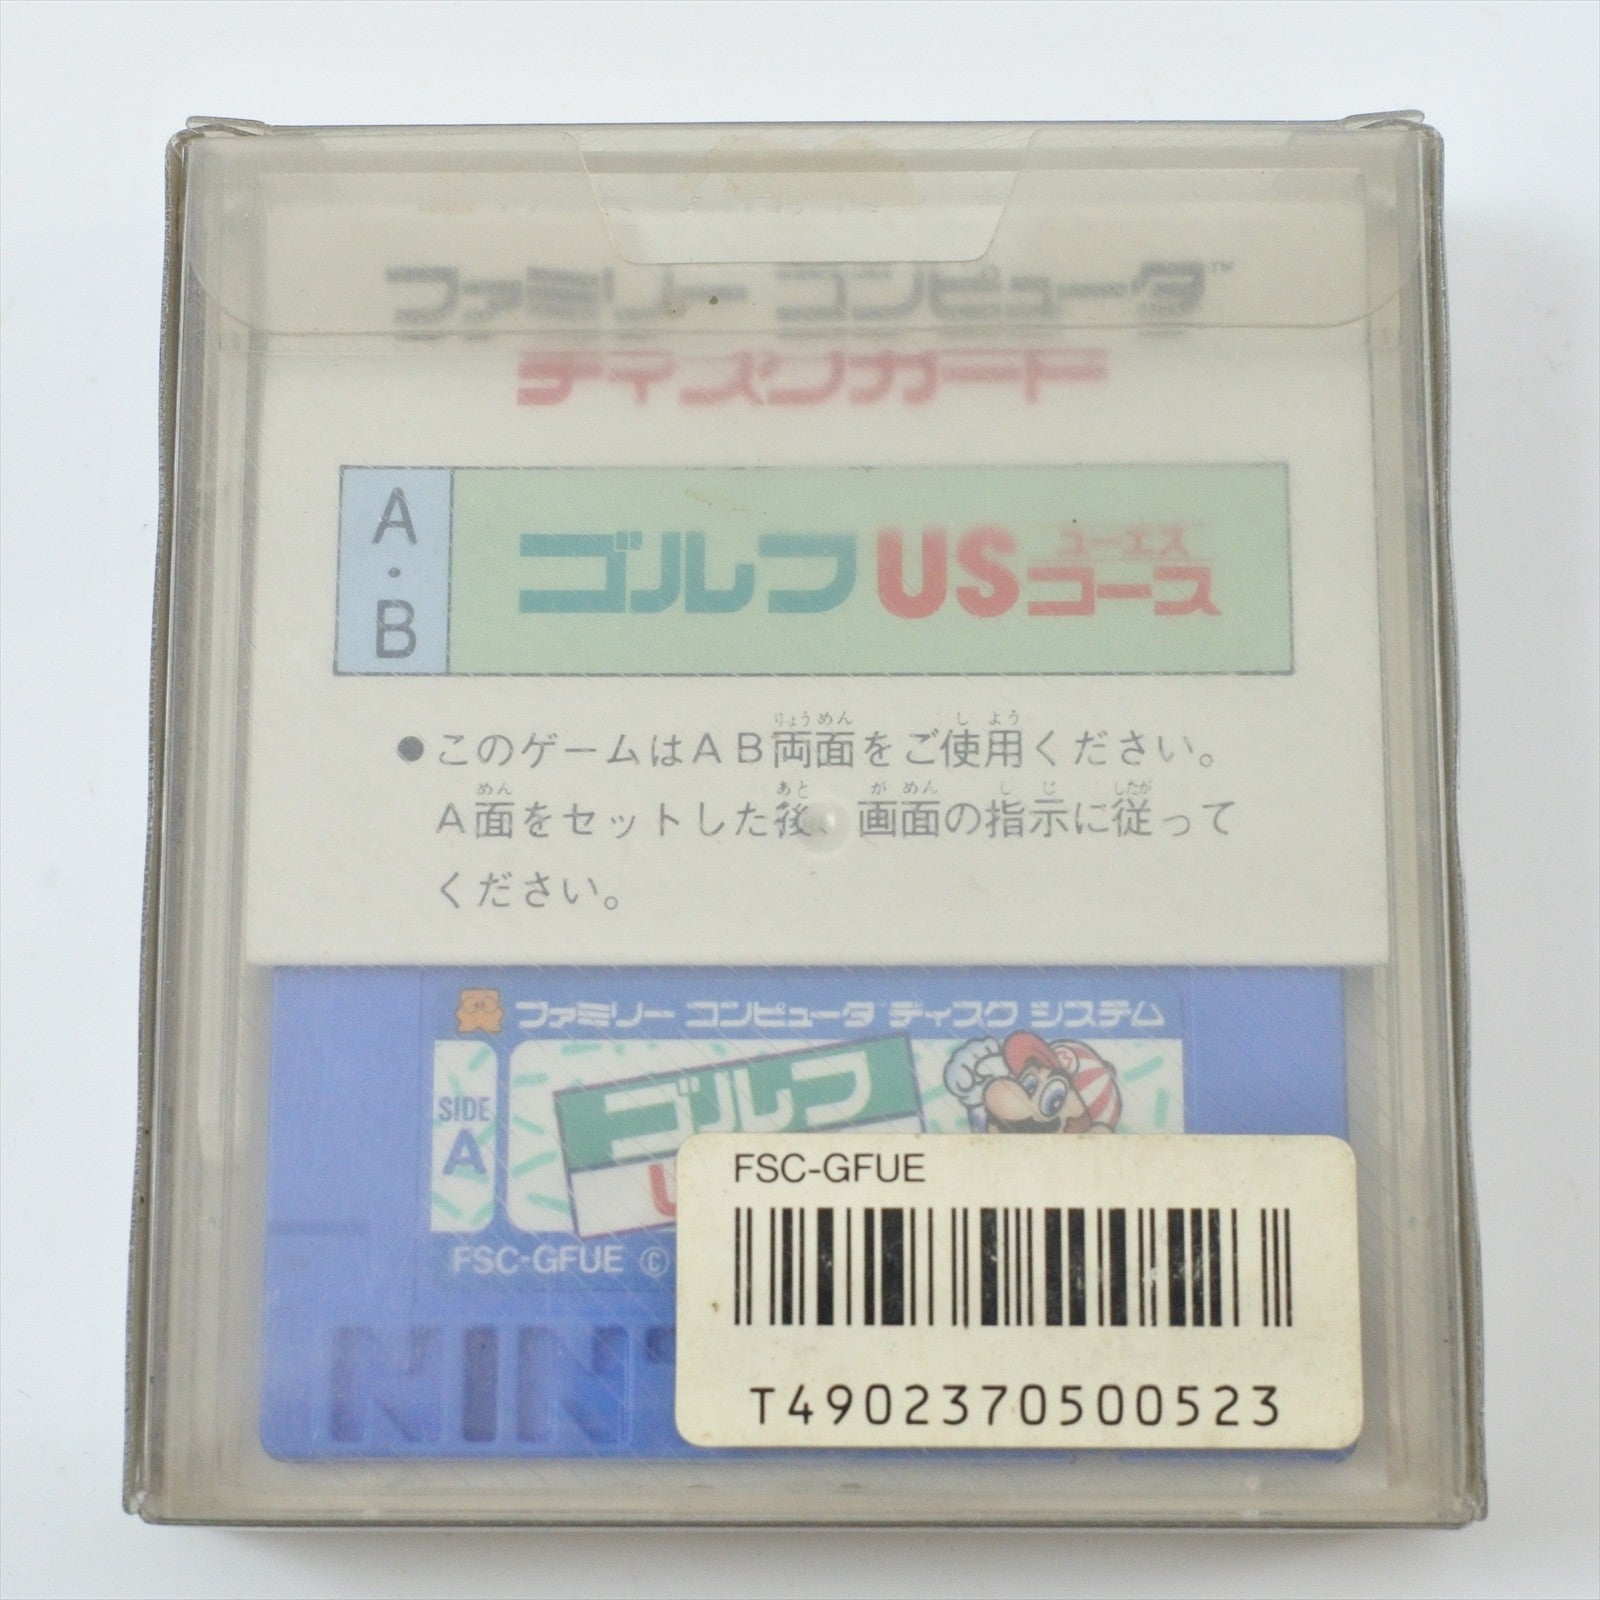 ファミリー コンピュータ™
ディスクカード
A・B
ゴルフ US コース
ユーエス
●このゲームはAB両面をご使用ください。
りょうめん しよう
A面をセットした後、画面の指示に従って
めん あと がめん しじ したが
ください。
ファミリー コンピュータ™ ディスク システム
SIDE
A
ゴルフ
U
FSC-GFUE ©
NIN
FSC-GFUE
T4902370500523